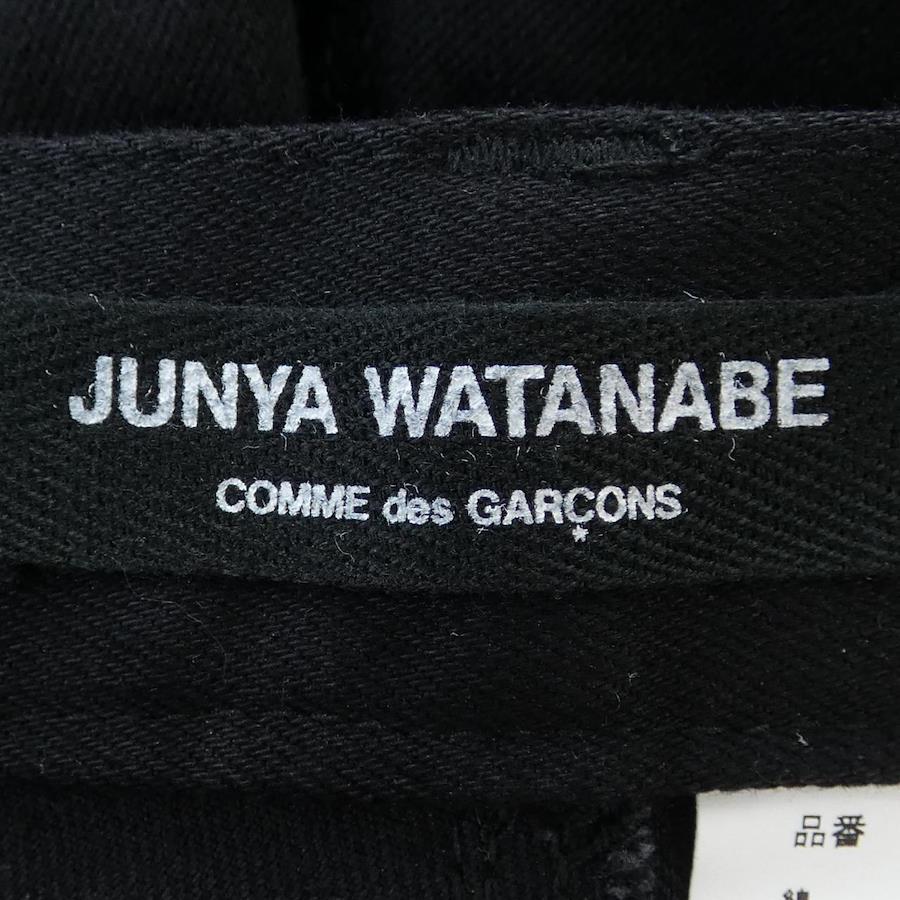 JUNYA WATANABE
COMME des GARÇONS
品番